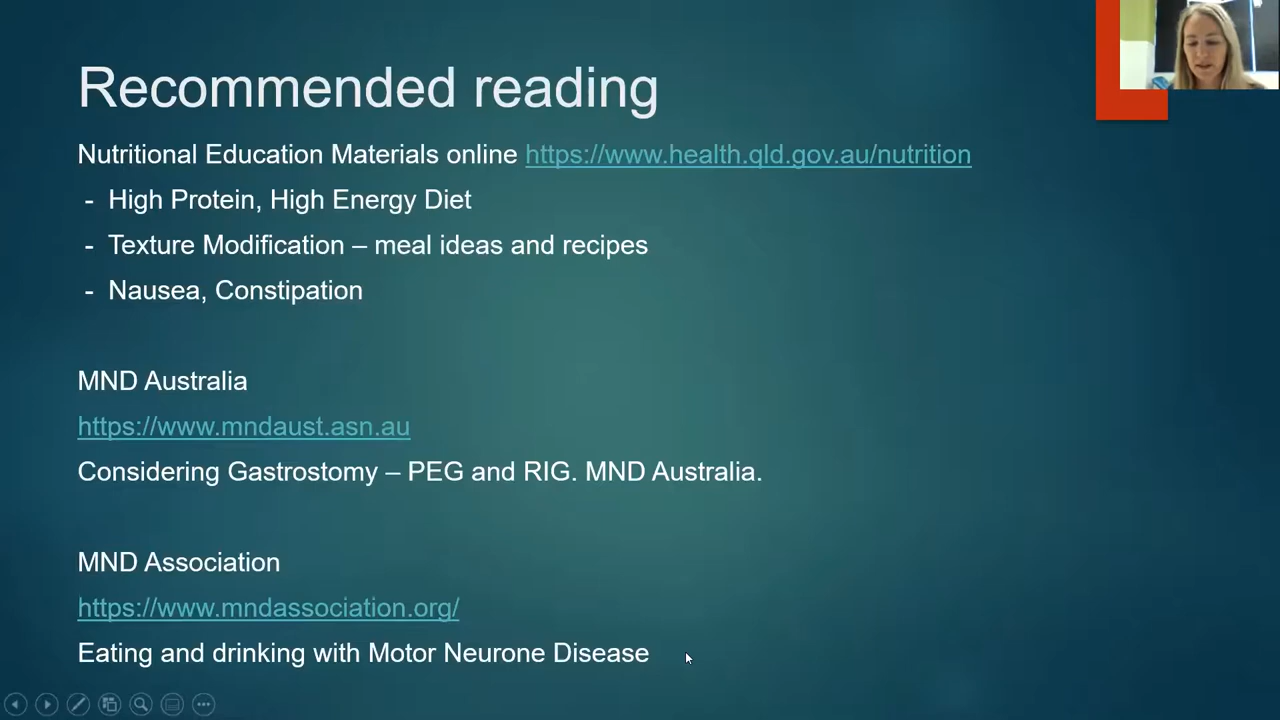 Recommended reading
Nutritional Education Materials online https://www.health.qld.gov.au/nutrition
- High Protein, High Energy Diet
- Texture Modification – meal ideas and recipes
- Nausea, Constipation
MND Australia
https://www.mndaust.asn.au
Considering Gastrostomy – PEG and RIG. MND Australia.
MND Association
https://www.mndassociation.org/
Eating and drinking with Motor Neurone Disease